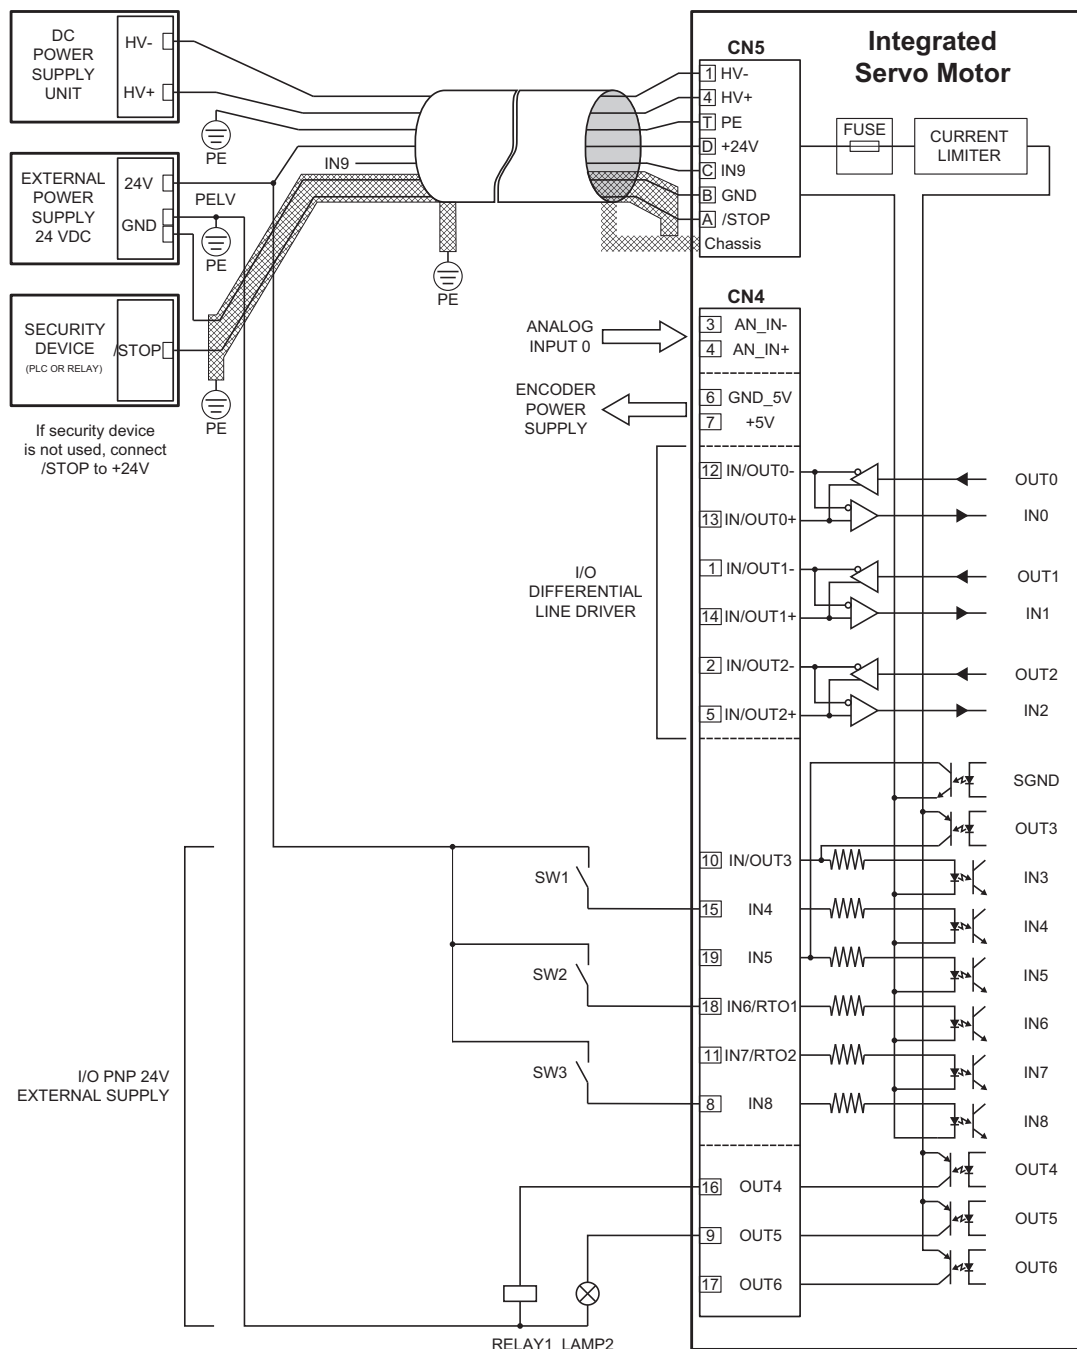 DC
POWER
SUPPLY
UNIT
HV-
HV+
PE
EXTERNAL
POWER
SUPPLY
24 VDC
24V
GND
PELV
PE
IN9
PE
SECURITY
DEVICE
(PLC OR RELAY)
/STOP
PE
If security device
is not used, connect
/STOP to +24V
Integrated
Servo Motor
CN5
1 HV-
4 HV+
T PE
D +24V
C IN9
B GND
A /STOP
Chassis
FUSE
CURRENT
LIMITER
CN4
ANALOG
INPUT 0
3 AN_IN-
4 AN_IN+
ENCODER
POWER
SUPPLY
6 GND_5V
7 +5V
I/O
DIFFERENTIAL
LINE DRIVER
12 IN/OUT0-
13 IN/OUT0+
1 IN/OUT1-
14 IN/OUT1+
2 IN/OUT2-
5 IN/OUT2+
OUT0
IN0
OUT1
IN1
OUT2
IN2
SGND
OUT3
IN3
IN4
IN5
IN6
IN7
IN8
OUT4
OUT5
OUT6
10 IN/OUT3
15 IN4
19 IN5
18 IN6/RTO1
11 IN7/RTO2
8 IN8
16 OUT4
9 OUT5
17 OUT6
SW1
SW2
SW3
I/O PNP 24V
EXTERNAL SUPPLY
RELAY1 LAMP2